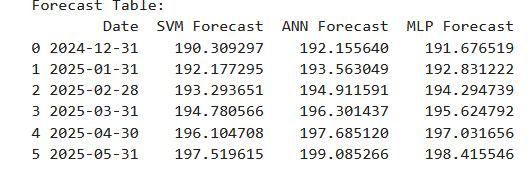 Forecast Table:
Date SVM Forecast ANN Forecast MLP Forecast
0 2024-12-31 190.309297 192.155640 191.676519
1 2025-01-31 192.177295 193.563049 192.831222
2 2025-02-28 193.293651 194.911591 194.294739
3 2025-03-31 194.780566 196.301437 195.624792
4 2025-04-30 196.104708 197.685120 197.031656
5 2025-05-31 197.519615 199.085266 198.415546